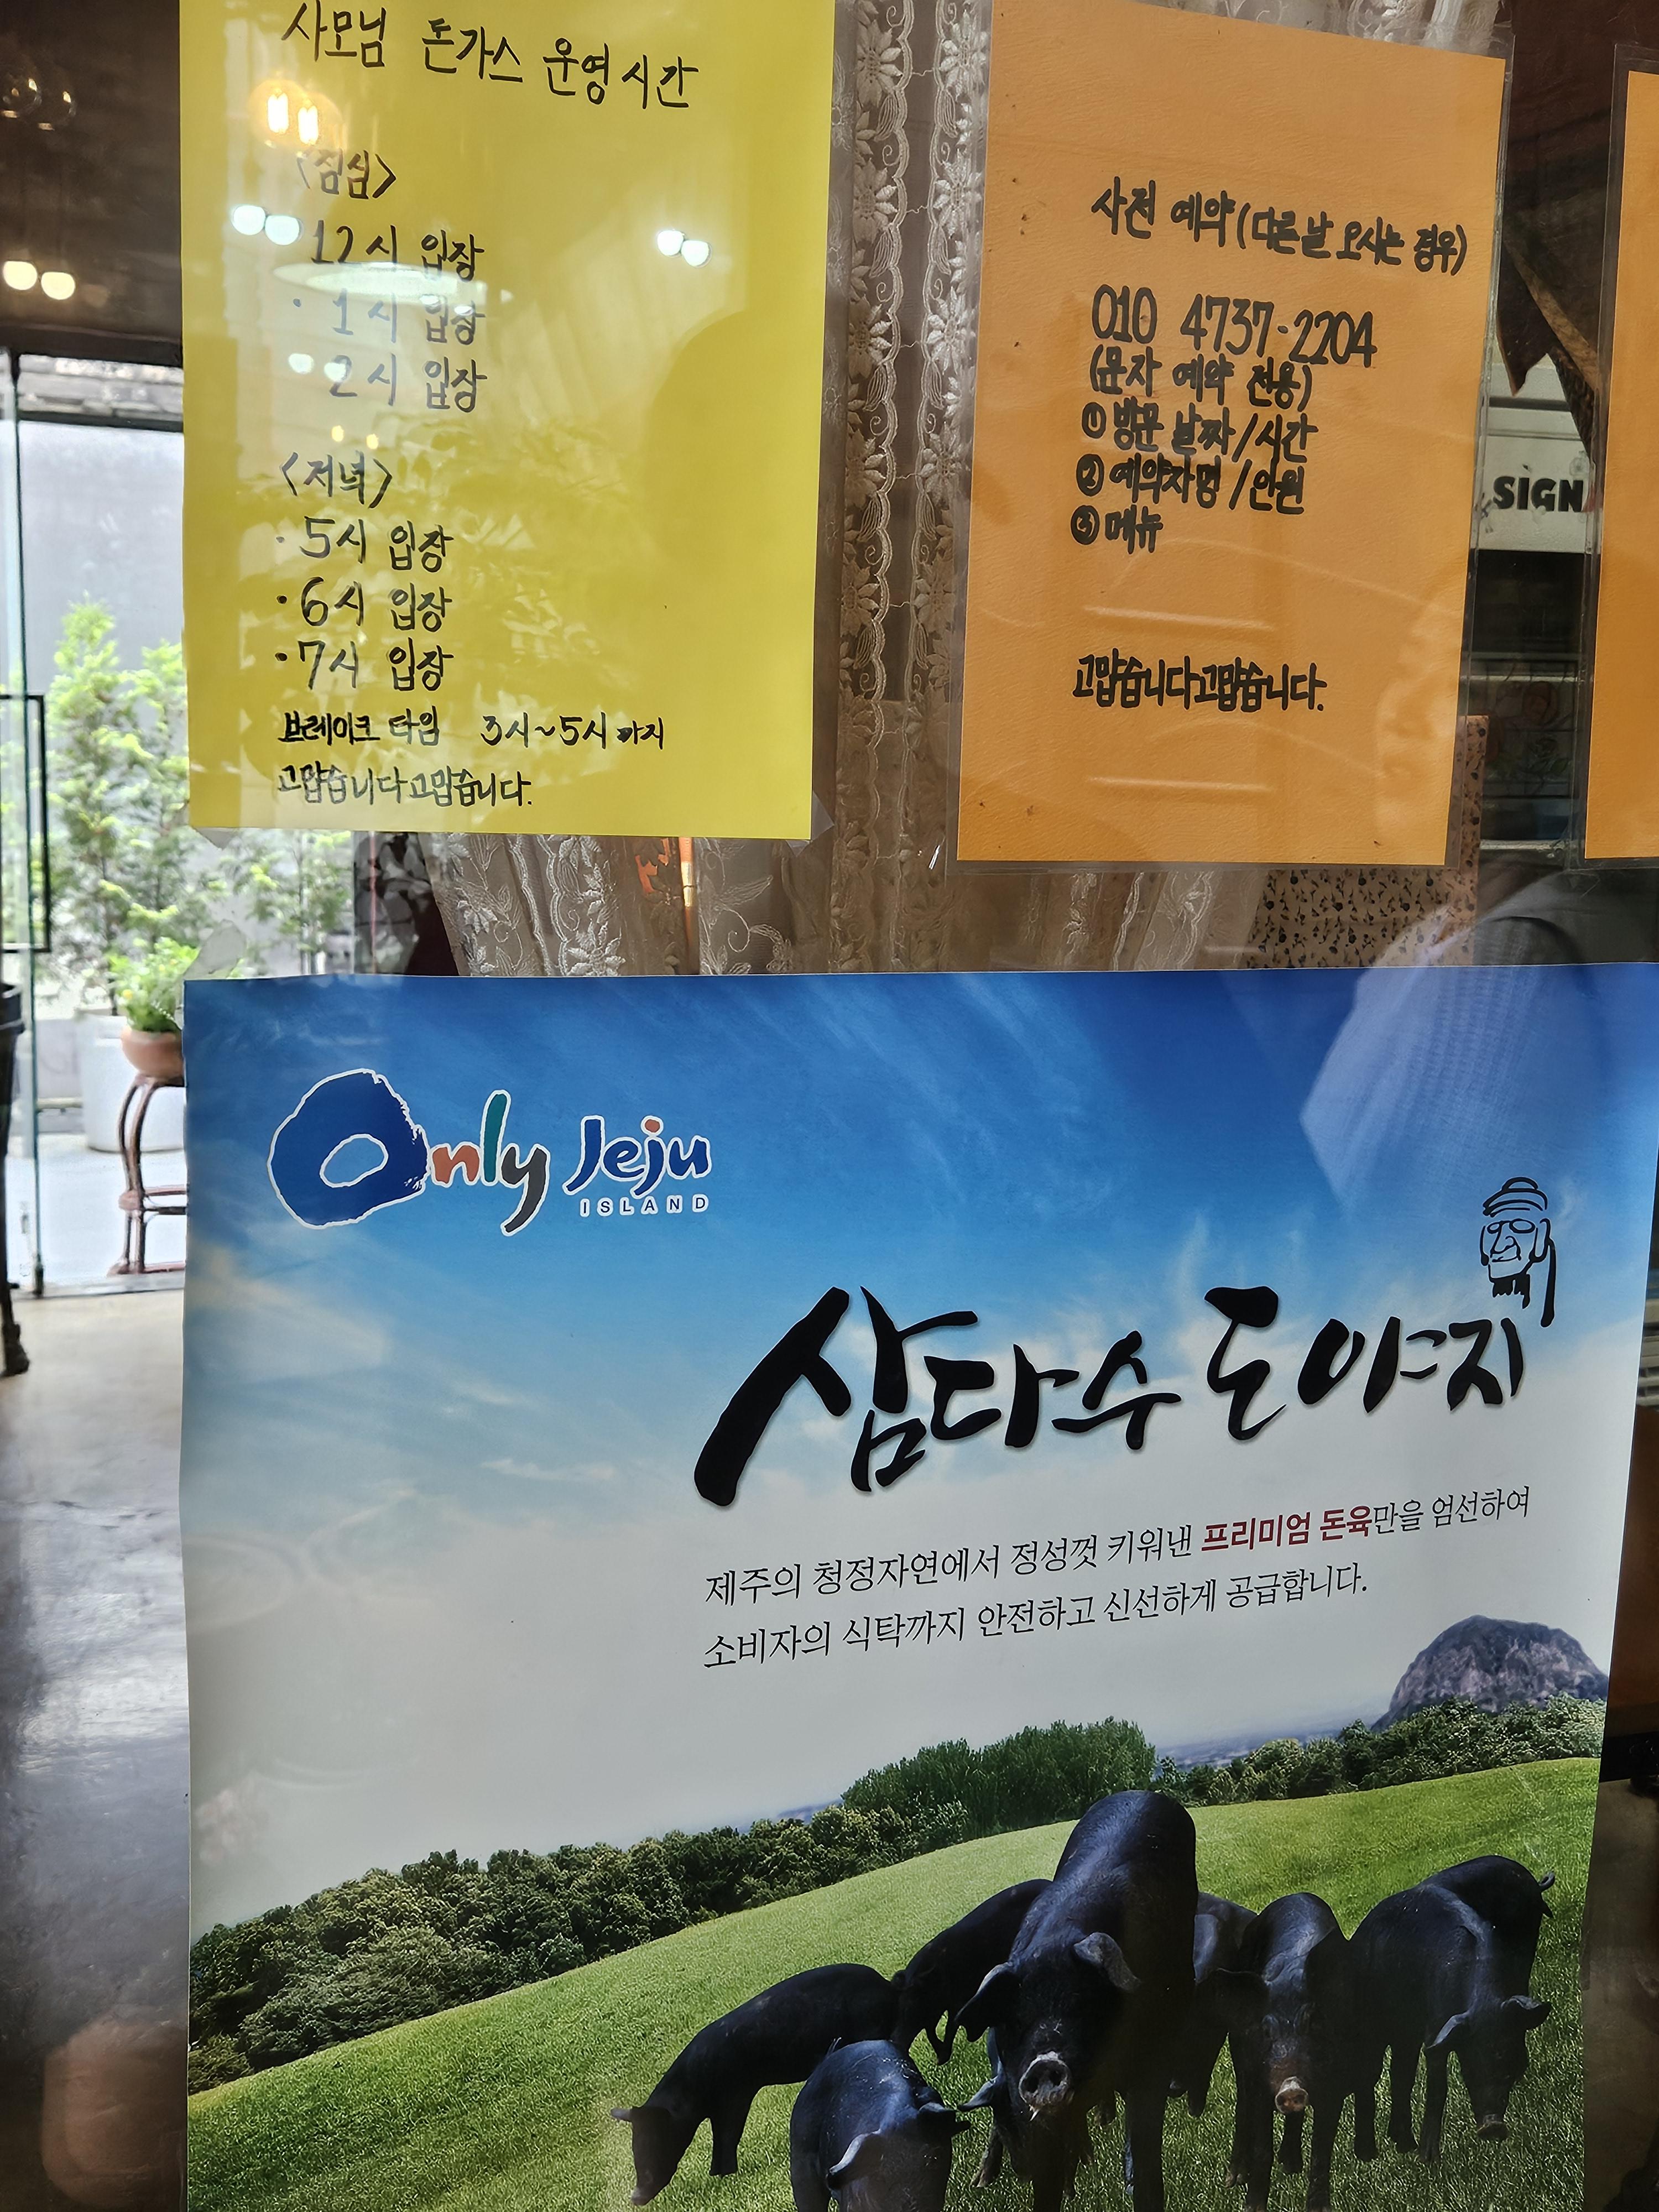 사모님 돈가스 운영시간
<점심>
12시 입장
· 1시 입장
· 2시 입장
<저녁>
· 5시 입장
· 6시 입장
· 7시 입장
브레이크 타임 3시~5시 까지
고맙습니다고맙습니다.
사전 예약(다른날 오시는 경우)
010 4737-2204
(문자 예약 전용)
① 방문 날짜/시간
② 예약자명/인원
③ 메뉴
고맙습니다고맙습니다.
SIGN
Only Jeju
ISLAND
삼다수 도야지
제주의 청정자연에서 정성껏 키워낸 프리미엄 돈육만을 엄선하여
소비자의 식탁까지 안전하고 신선하게 공급합니다.